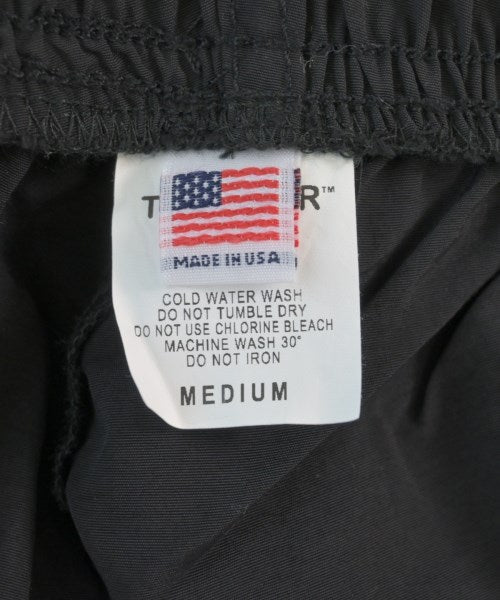 T R™
MADE IN USA
COLD WATER WASH
DO NOT TUMBLE DRY
DO NOT USE CHLORINE BLEACH
MACHINE WASH 30°
DO NOT IRON
MEDIUM